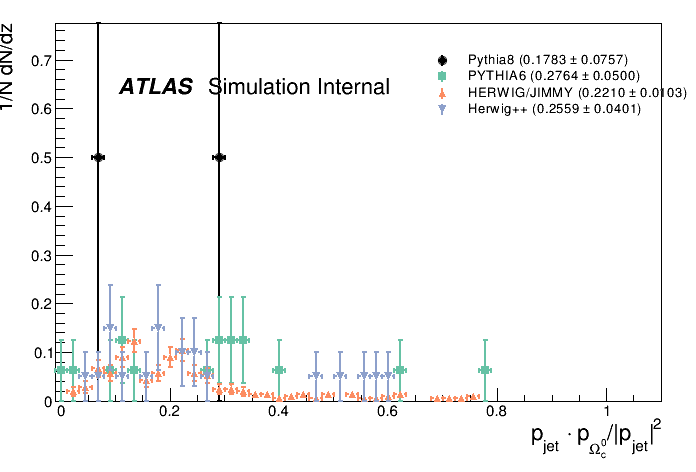 1/N dN/dz
ATLAS Simulation Internal
Pythia8 (0.1783 ± 0.0757)
PYTHIA6 (0.2764 ± 0.0500)
HERWIG/JIMMY (0.2210 ± 0.0103)
Herwig++ (0.2559 ± 0.0401)
0.7
0.6
0.5
0.4
0.3
0.2
0.1
0
0 0.2 0.4 0.6 0.8 1
p_jet · p_Ω_c^0/|p_jet|^2